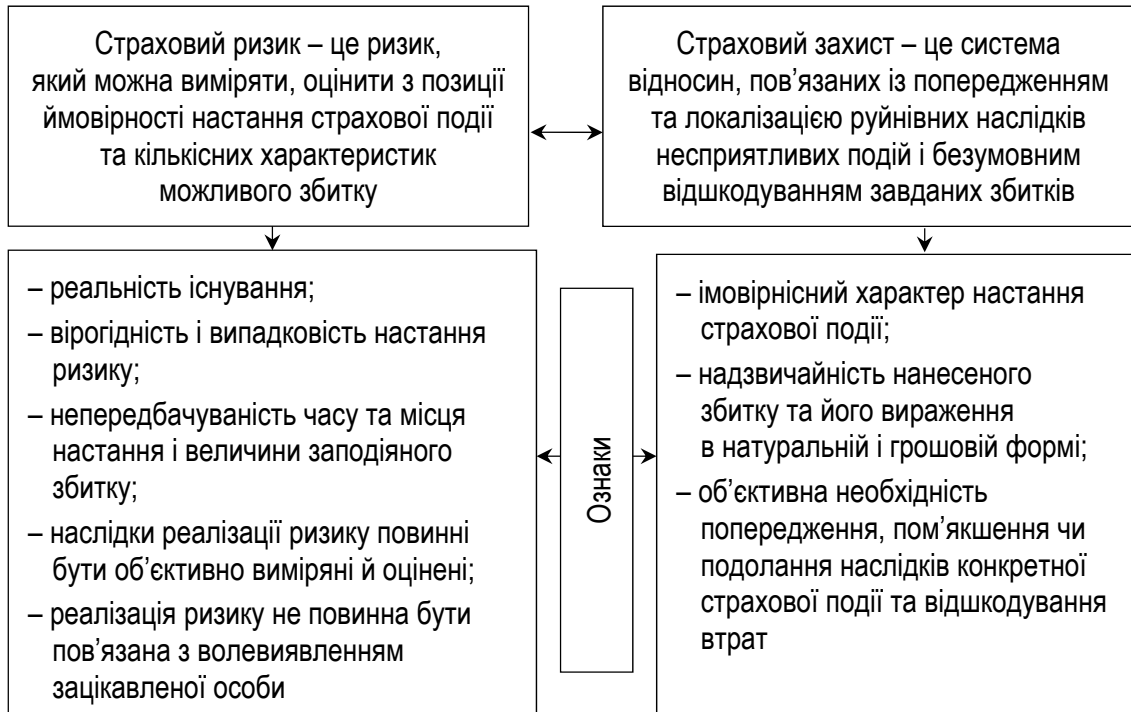 Страховий ризик – це ризик,
який можна виміряти, оцінити з позиції
ймовірності настання страхової події
та кількісних характеристик
можливого збитку
Страховий захист – це система
відносин, пов’язаних із попередженням
та локалізацією руйнівних наслідків
несприятливих подій і безумовним
відшкодуванням завданих збитків
– реальність існування;
– вірогідність і випадковість настання
ризику;
– непередбачуваність часу та місця
настання і величини заподіяного
збитку;
– наслідки реалізації ризику повинні
бути об’єктивно виміряні й оцінені;
– реалізація ризику не повинна бути
пов’язана з волевиявленням
зацікавленої особи
Ознаки
– імовірнісний характер настання
страхової події;
– надзвичайність нанесеного
збитку та його вираження
в натуральній і грошовій формі;
– об’єктивна необхідність
попередження, пом’якшення чи
подолання наслідків конкретної
страхової події та відшкодування
втрат